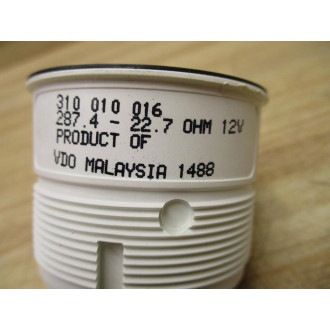 310 010 016
287.4 - 22.7 OHM 12V
PRODUCT OF
VDO MALAYSIA 1488